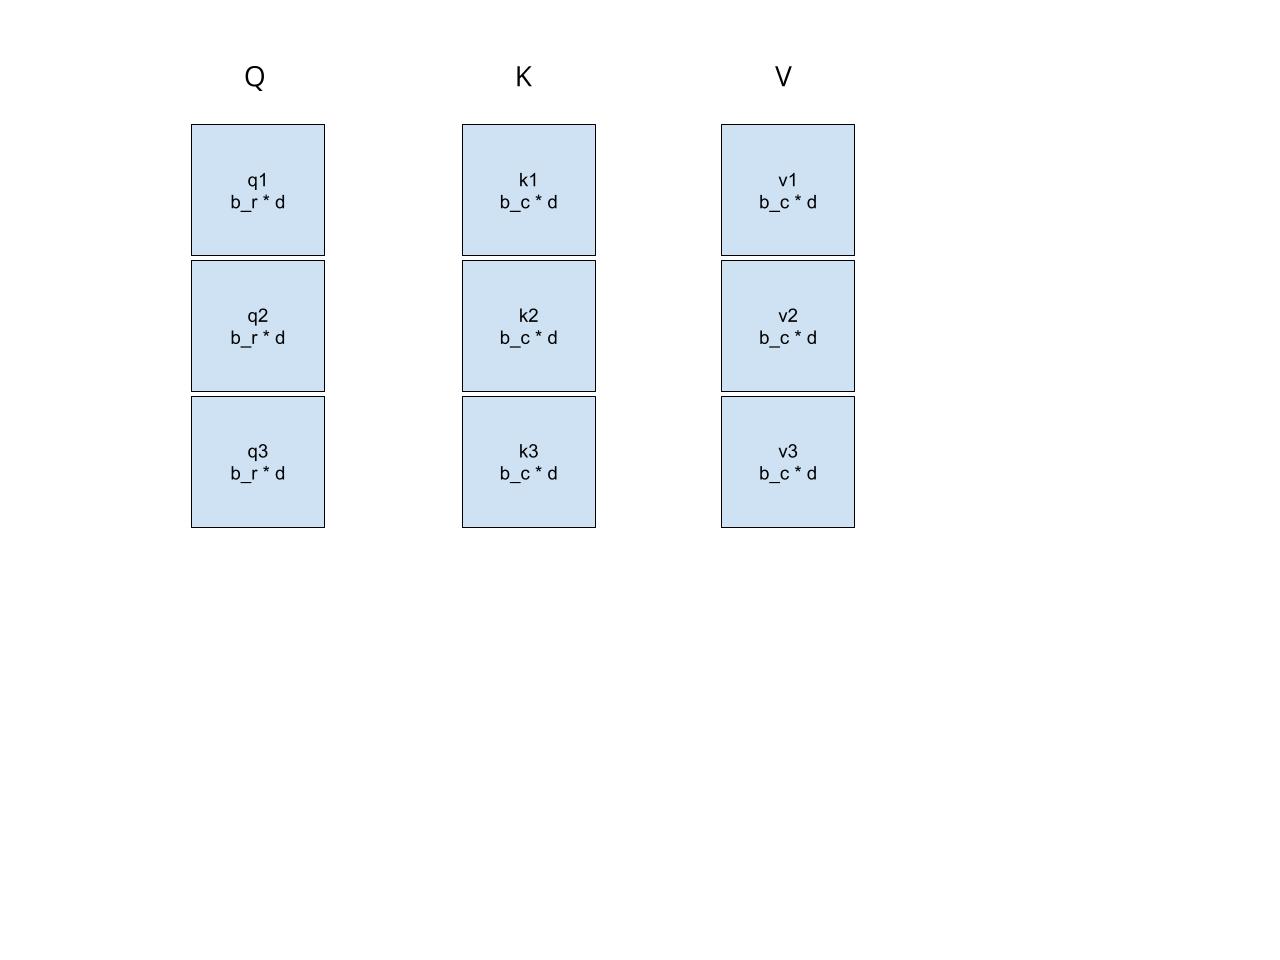 Q
K
V
q1
b_r * d
k1
b_c * d
v1
b_c * d
q2
b_r * d
k2
b_c * d
v2
b_c * d
q3
b_r * d
k3
b_c * d
v3
b_c * d